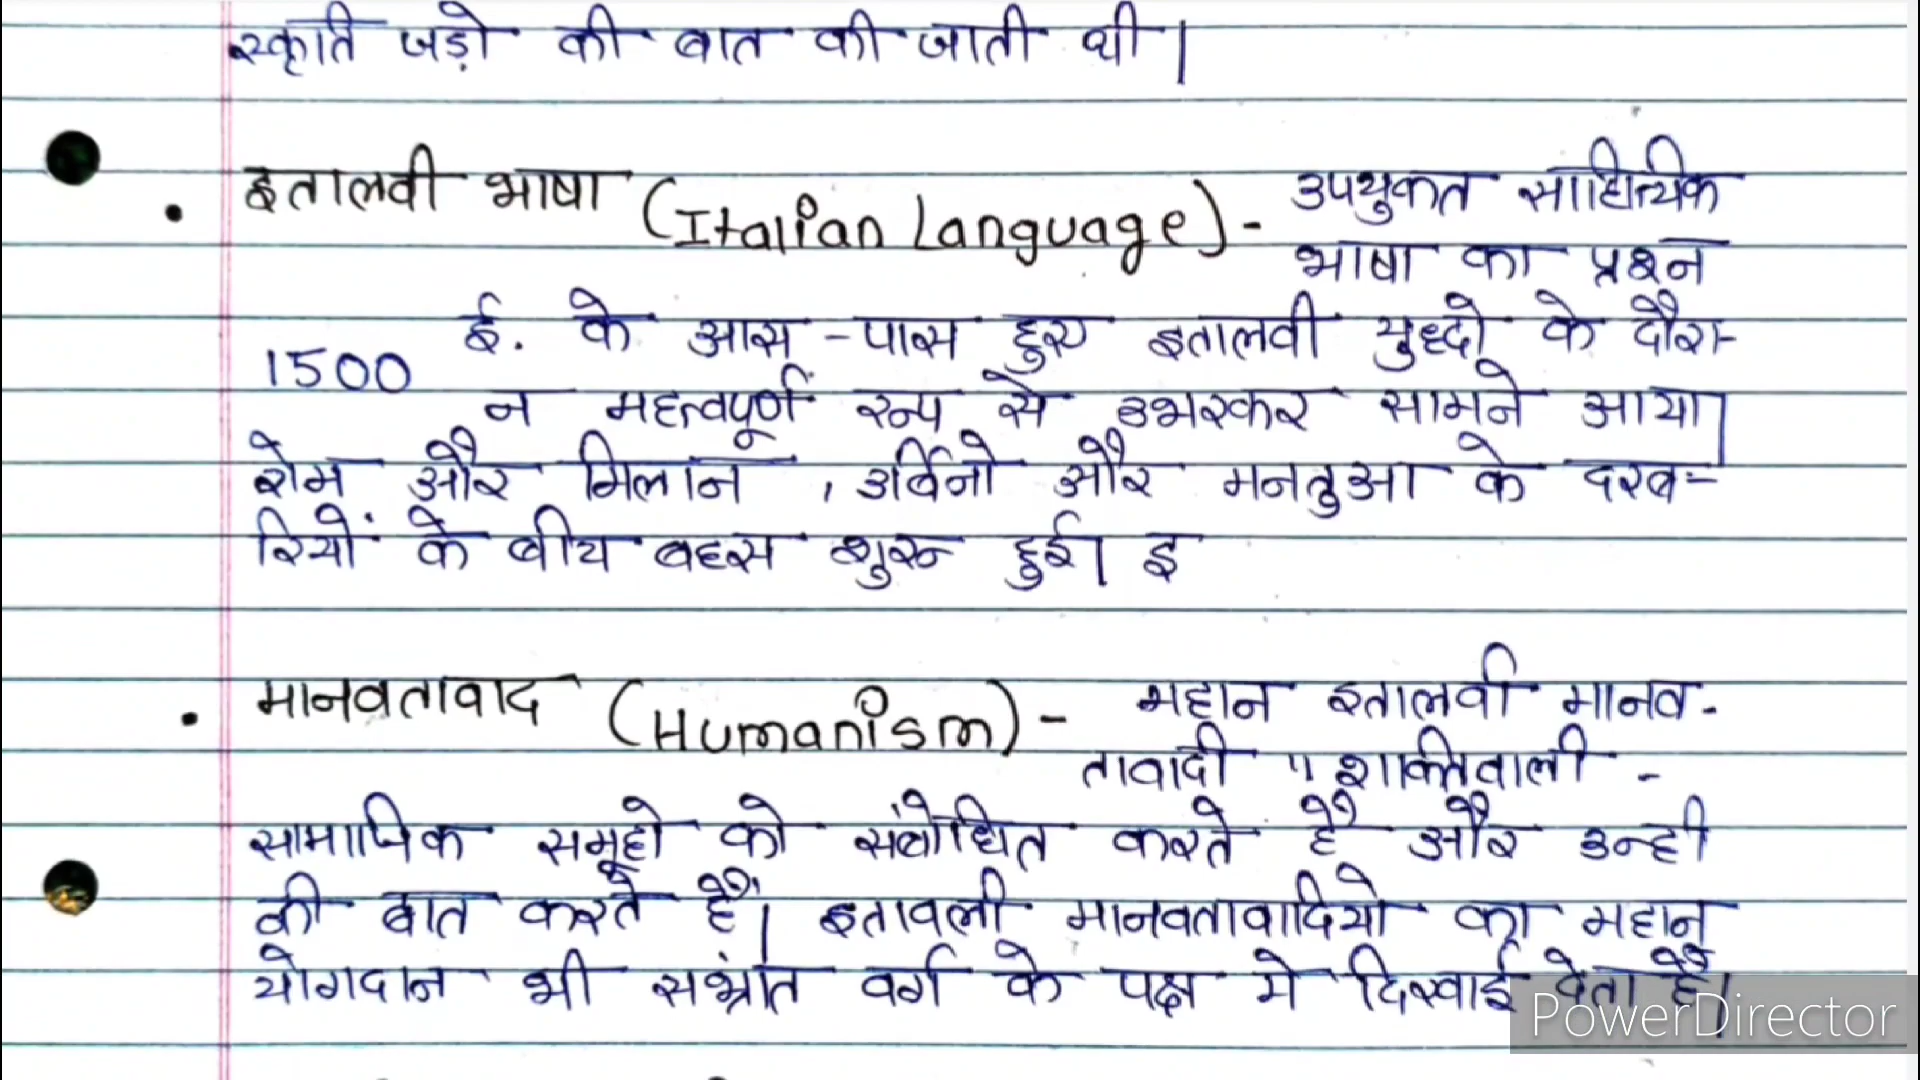 स्कृति जड़ो की बात की जाती थी।
• इतालवी भाषा (Italian Language) - उपयुक्त साहित्यिक
भाषा का प्रश्न
1500 ई. के आस-पास हुए इतालवी युध्दो के दौरा-
न महत्वपूर्ण रूप से उभरकर सामने आया।
रोम और मिलान, उर्बिनो और मनतुआ के दरबा-
रियों के बीच बहस शुरू हुई। इ
• मानवतावाद (Humanism) - महान इतालवी मानव-
तावादी " शक्तिवाली -
सामाजिक समूहो को संबोधित करते है और उन्ही
की बात करते हैं। इतावली मानवतावादियो का महान
योगदान भी सभ्रांत वर्ग के पक्ष मे दिखाई देता है।
PowerDirector